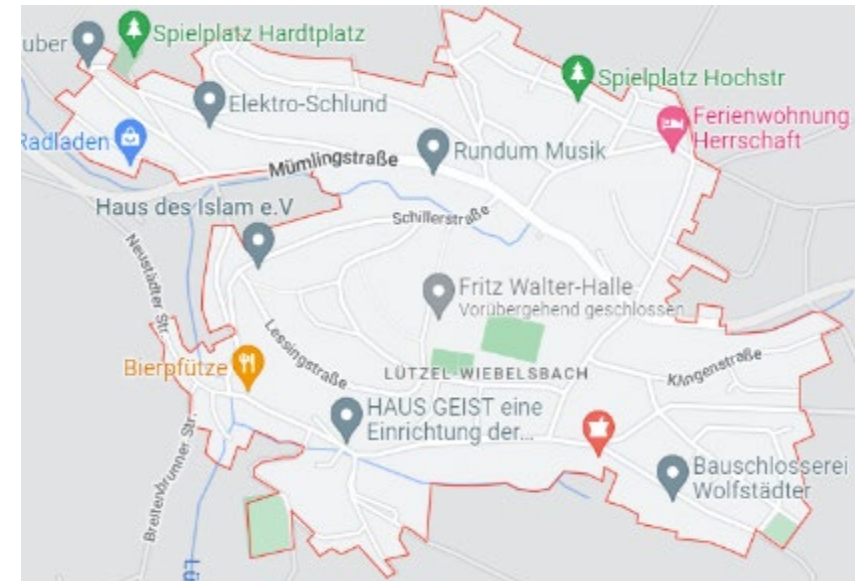 Spielplatz Hardtplatz
uber
Elektro-Schlund
Spielplatz Hochstr
Ferienwohnung
Herrschaft
Radladen
Mümlingstraße
Rundum Musik
Haus des Islam e.V
Schillerstraße
Neustädter Str.
Fritz Walter-Halle
Vorübergehend geschlossen
Lessingstraße
Bierpfütze
LÜTZEL-WIEBELSBACH
Klingenstraße
HAUS GEIST eine
Einrichtung der...
Breitenbrunner Str.
Bauschlosserei
Wolfstädter
LÜ